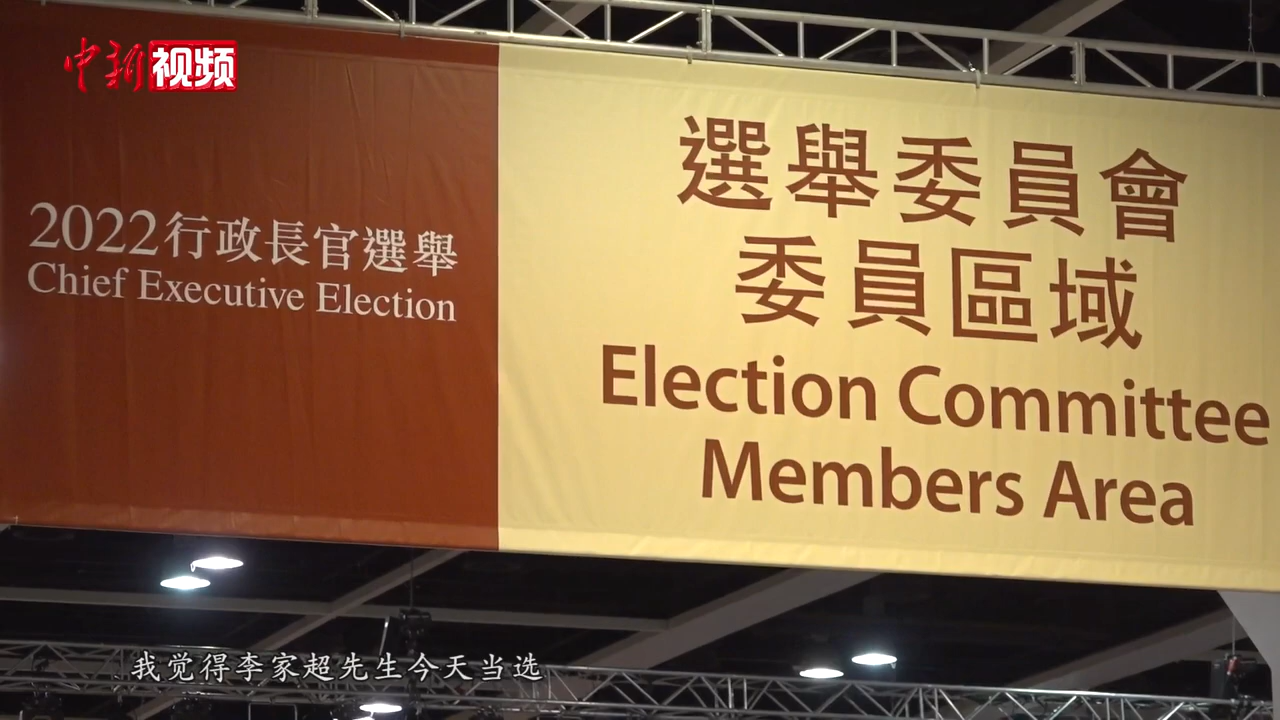 中新视频
2022行政長官選舉
Chief Executive Election
選舉委員會
委員區域
Election Committee
Members Area
我觉得李家超先生今天当选